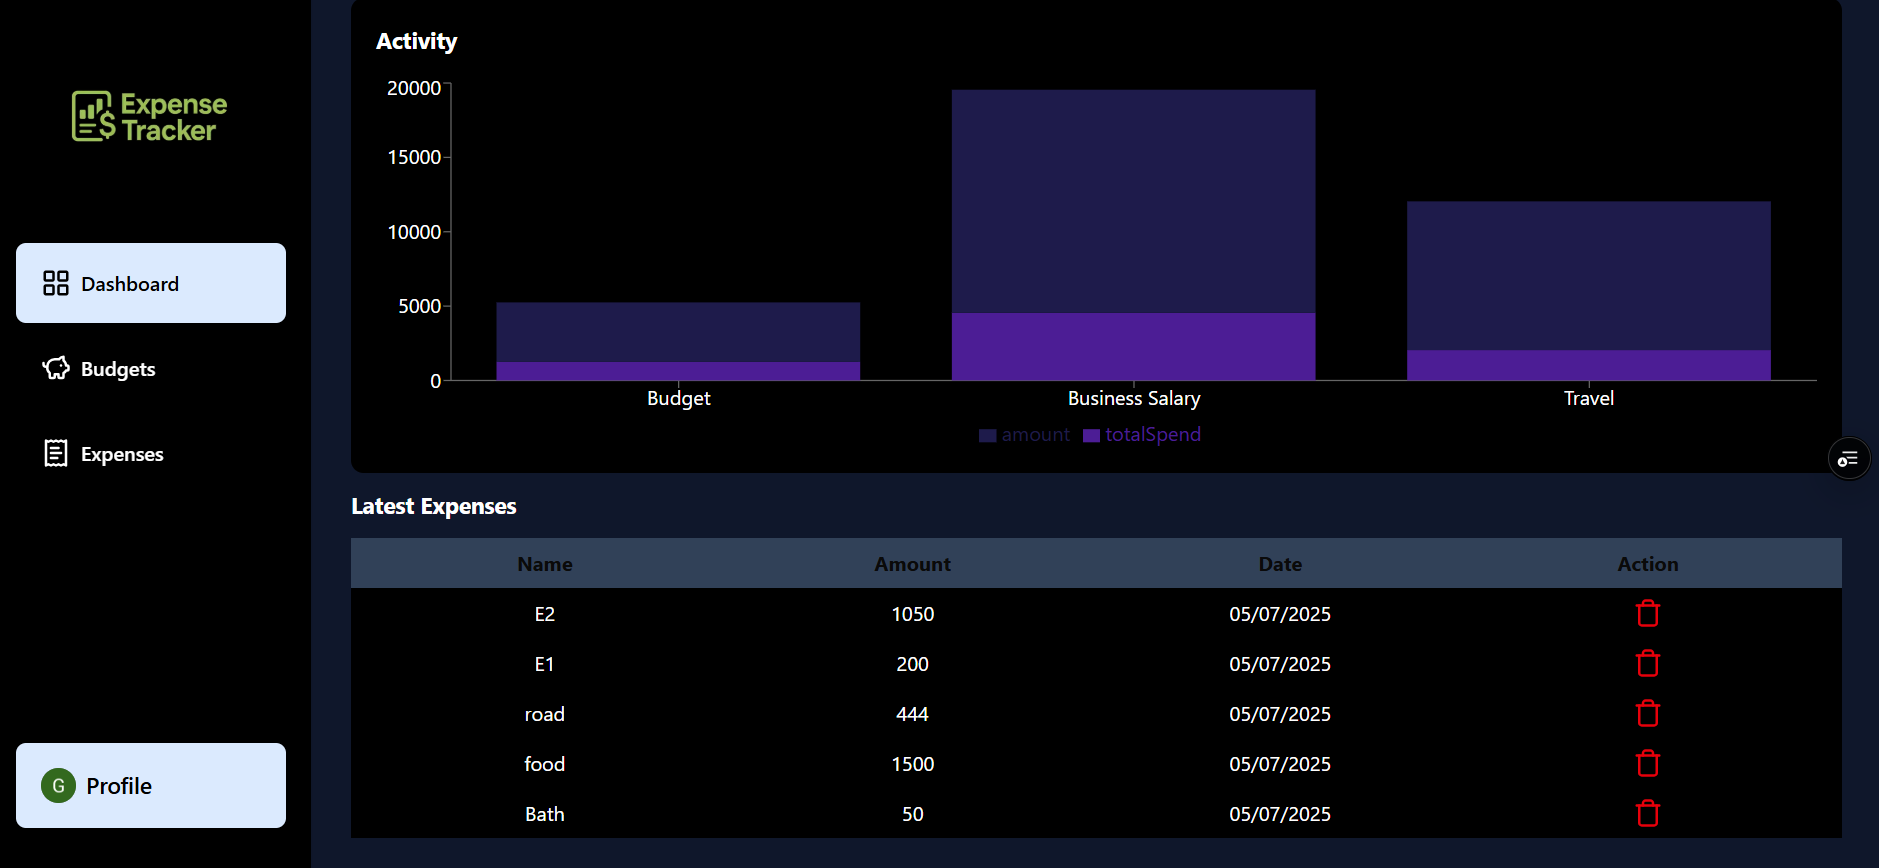 Expense
Tracker
Dashboard
Budgets
Expenses
G Profile
Activity
20000
15000
10000
5000
0
Budget Business Salary Travel
amount totalSpend
Latest Expenses
Name Amount Date Action
E2 1050 05/07/2025
E1 200 05/07/2025
road 444 05/07/2025
food 1500 05/07/2025
Bath 50 05/07/2025